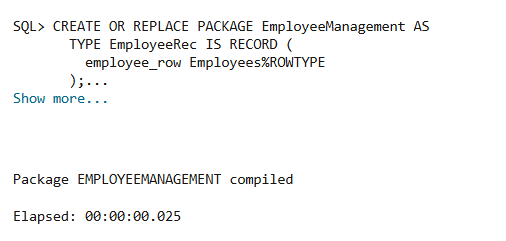 SQL> CREATE OR REPLACE PACKAGE EmployeeManagement AS
TYPE EmployeeRec IS RECORD (
employee_row Employees%ROWTYPE
);...
Show more...
Package EMPLOYEEMANAGEMENT compiled
Elapsed: 00:00:00.025